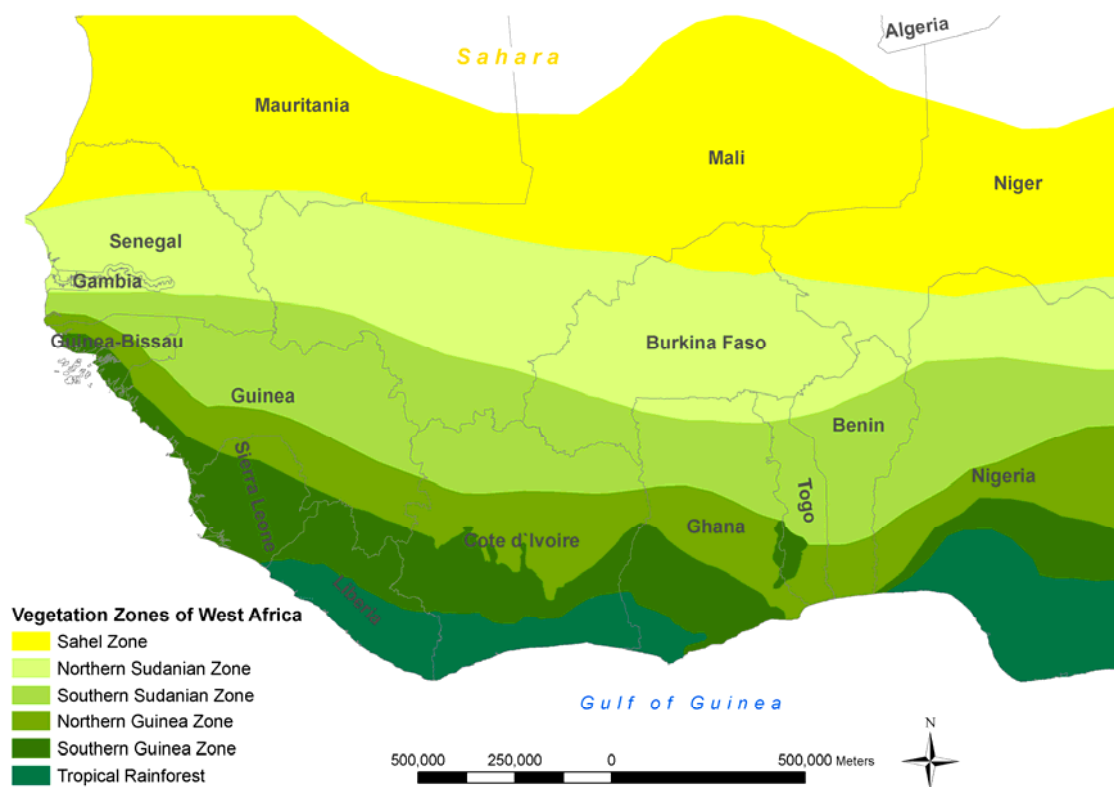 Algeria
Sahara
Mauritania
Mali
Niger
Senegal
Gambia
Guinea-Bissau
Burkina Faso
Guinea
Benin
Sierra Leone
Togo
Nigeria
Ghana
Cote d`Ivoire
Liberia
Vegetation Zones of West Africa
Sahel Zone
Northern Sudanian Zone
Southern Sudanian Zone
Northern Guinea Zone
Southern Guinea Zone
Tropical Rainforest
Gulf of Guinea
N
500,000 250,000 0 500,000 Meters